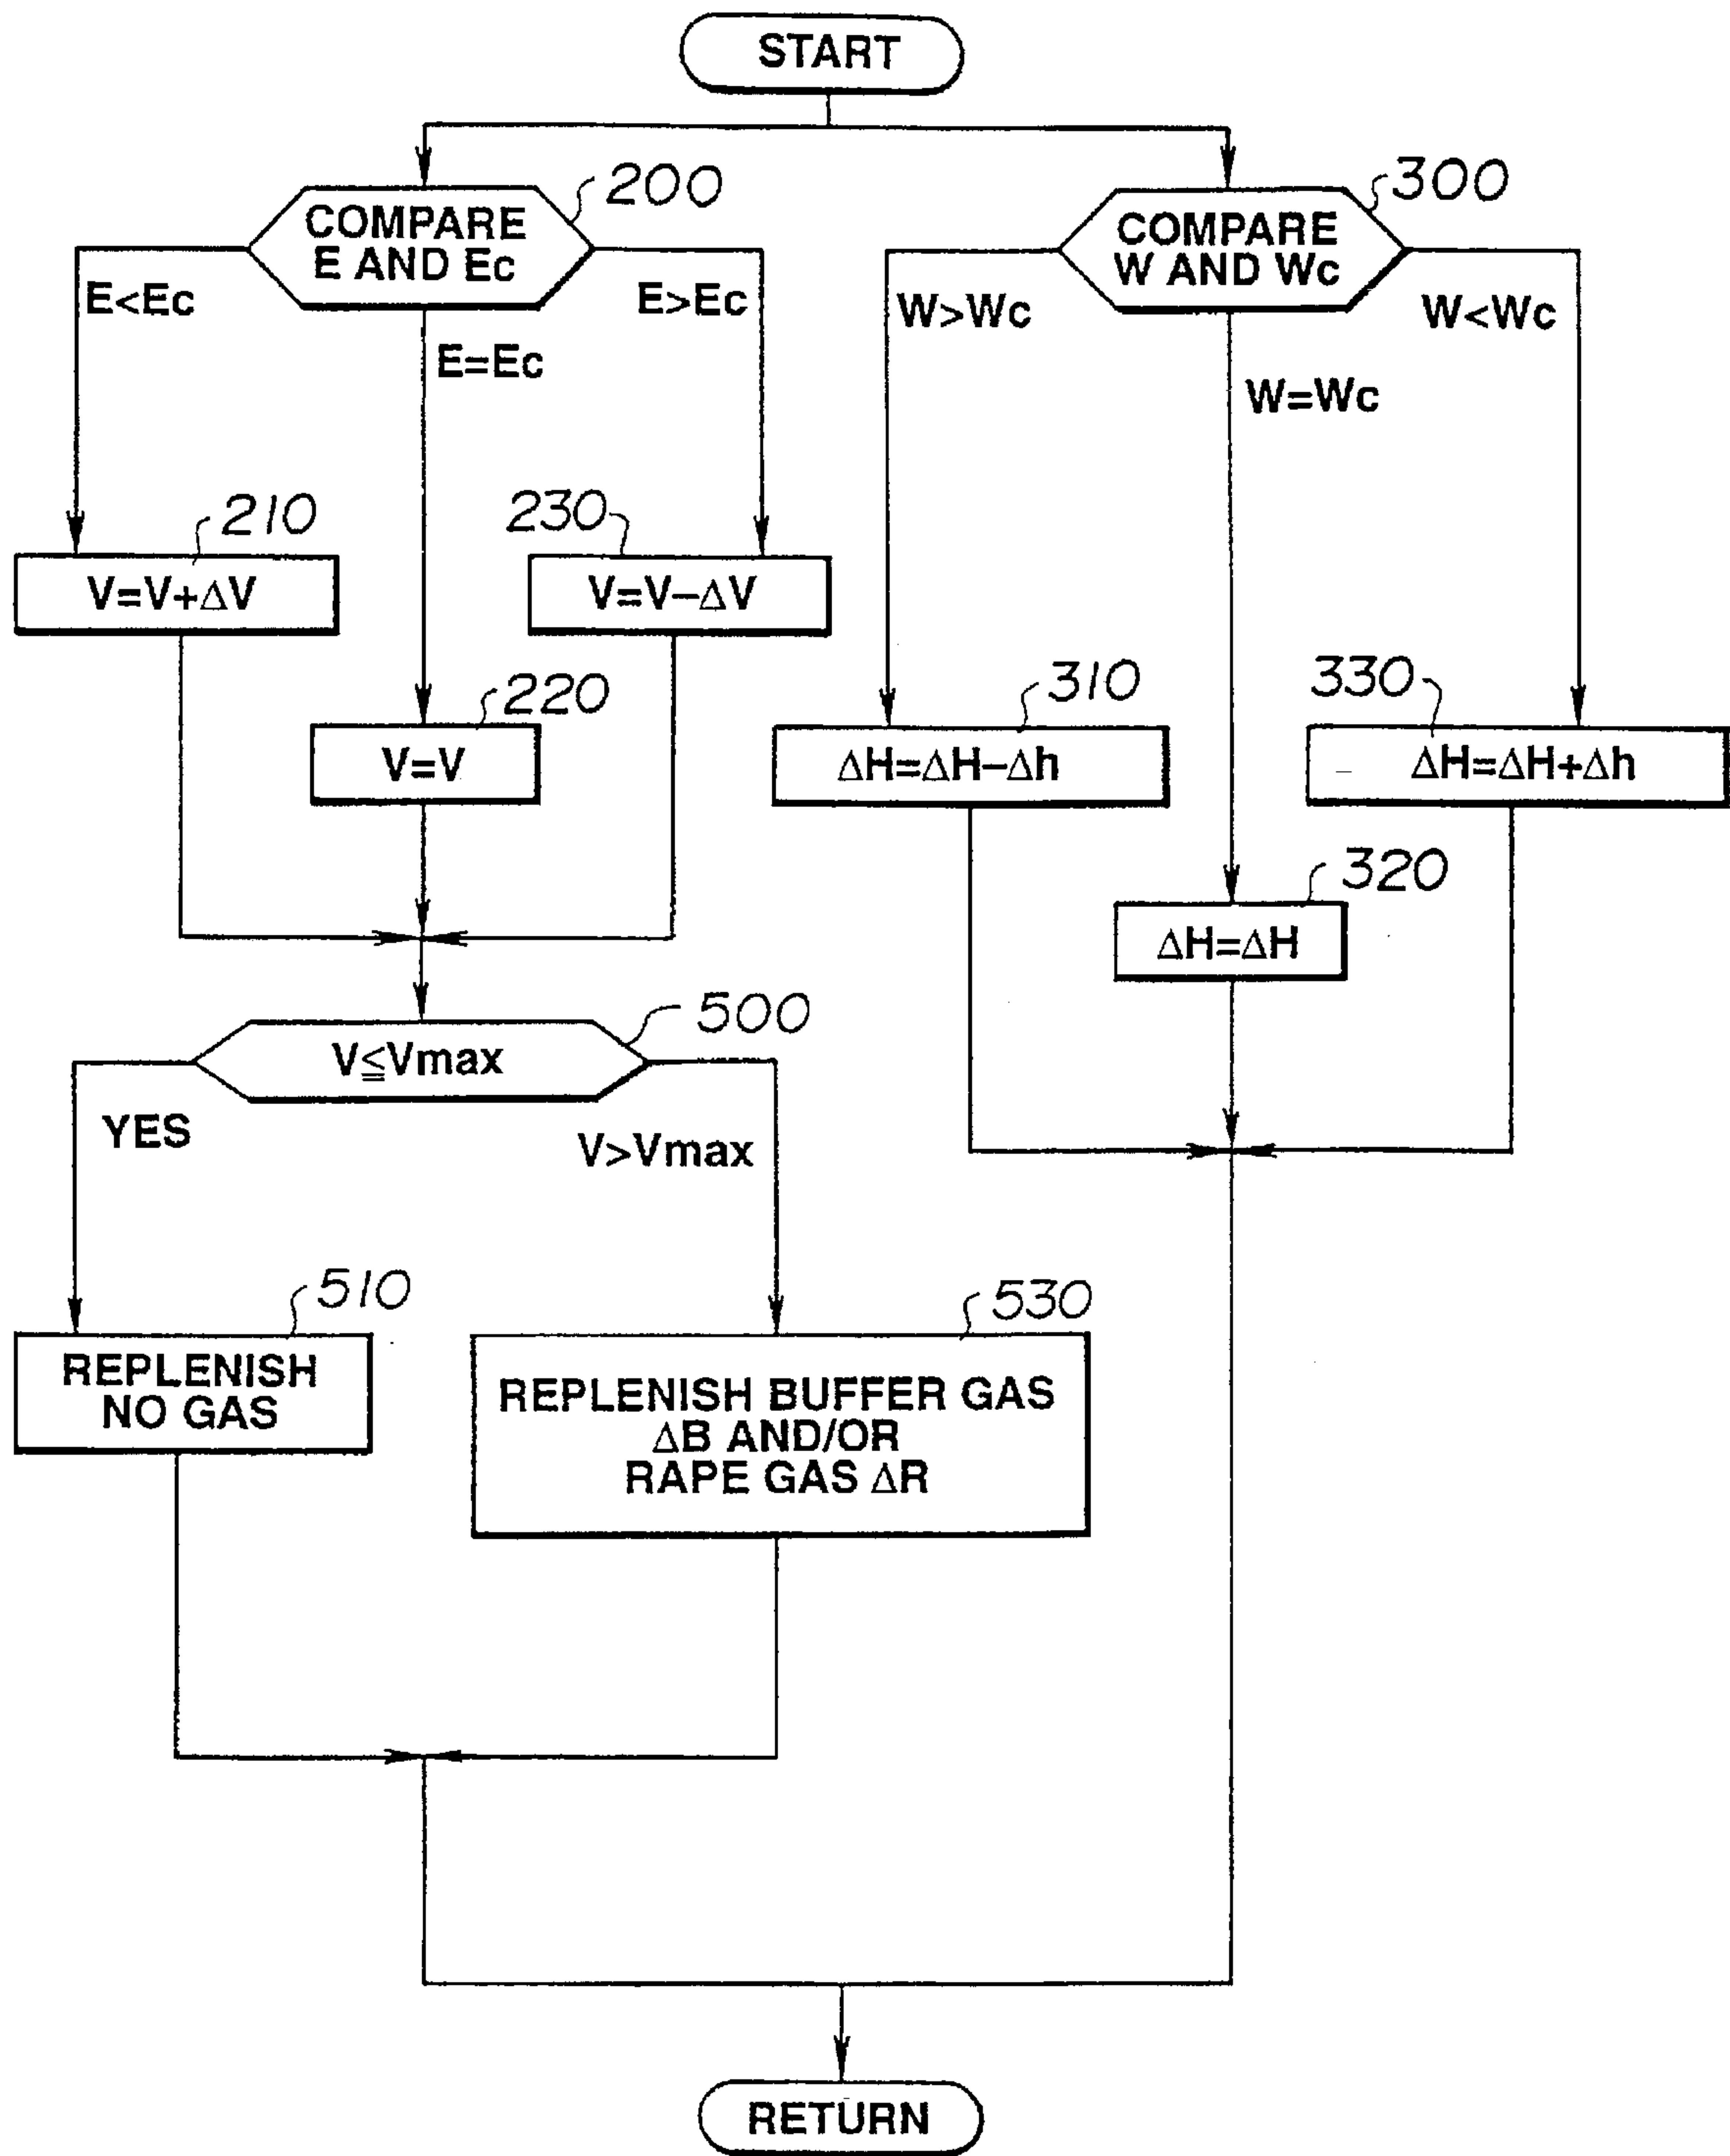 START
200
COMPARE
E AND Ec
300
COMPARE
W AND Wc
E<Ec
E>Ec
E=Ec
W>Wc
W<Wc
W=Wc
210
V=V+ΔV
230
V=V−ΔV
220
V=V
310
ΔH=ΔH−Δh
330
ΔH=ΔH+Δh
320
ΔH=ΔH
500
V≦Vmax
YES
V>Vmax
510
REPLENISH
NO GAS
530
REPLENISH BUFFER GAS
ΔB AND/OR
RAPE GAS ΔR
RETURN